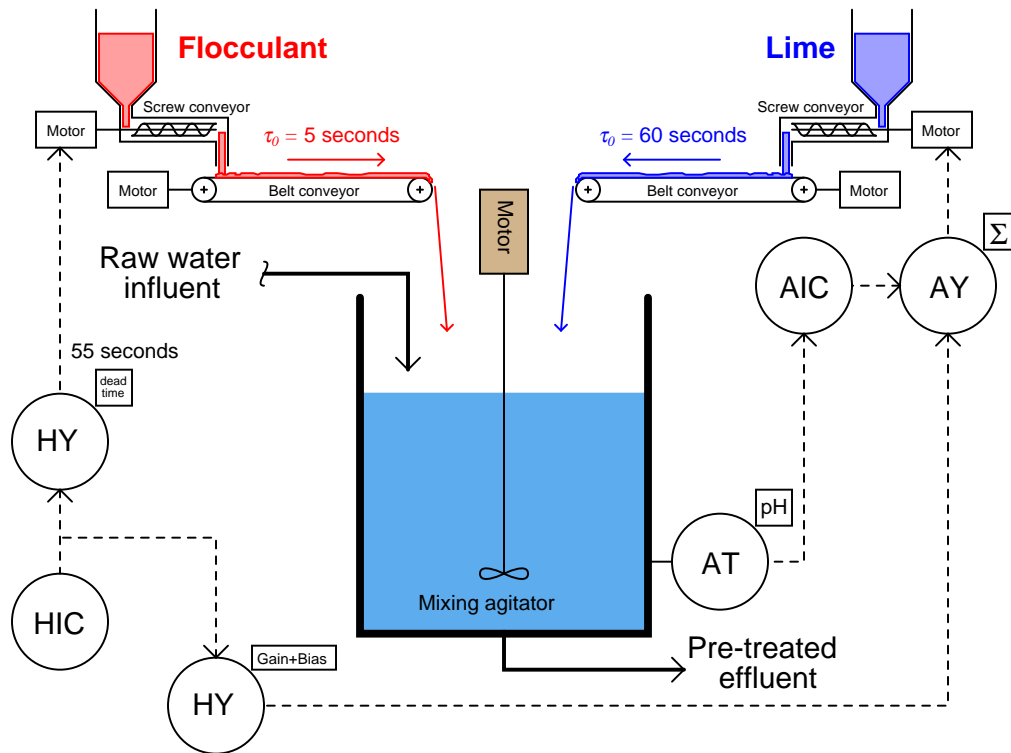 Flocculant
Lime
Screw conveyor
Screw conveyor
Motor
τ0 = 5 seconds
τ0 = 60 seconds
Motor
Motor
+
Belt conveyor
+
+
Belt conveyor
+
Motor
Motor
Σ
Raw water
influent
AIC
AY
55 seconds
dead
time
HY
pH
AT
HIC
Mixing agitator
Gain+Bias
HY
Pre-treated
effluent